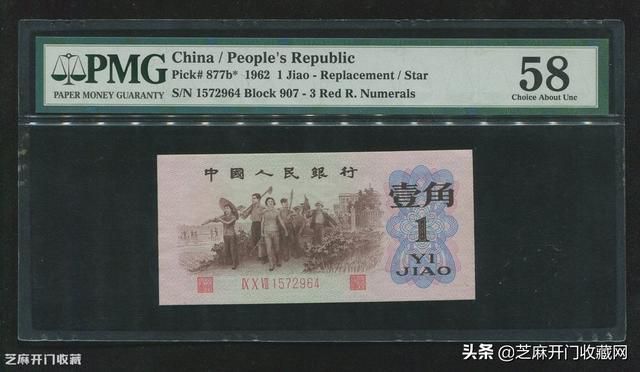 PMG
PAPER MONEY GUARANTY
China / People's Republic
Pick# 877b* 1962 1 Jiao - Replacement / Star
S/N 1572964 Block 907 - 3 Red R. Numerals
58
Choice About Unc
中國人民銀行
壹角
1
YI
JIAO
ⅨⅩⅦ 1572964
芝麻开门收藏
头条 @芝麻开门收藏网